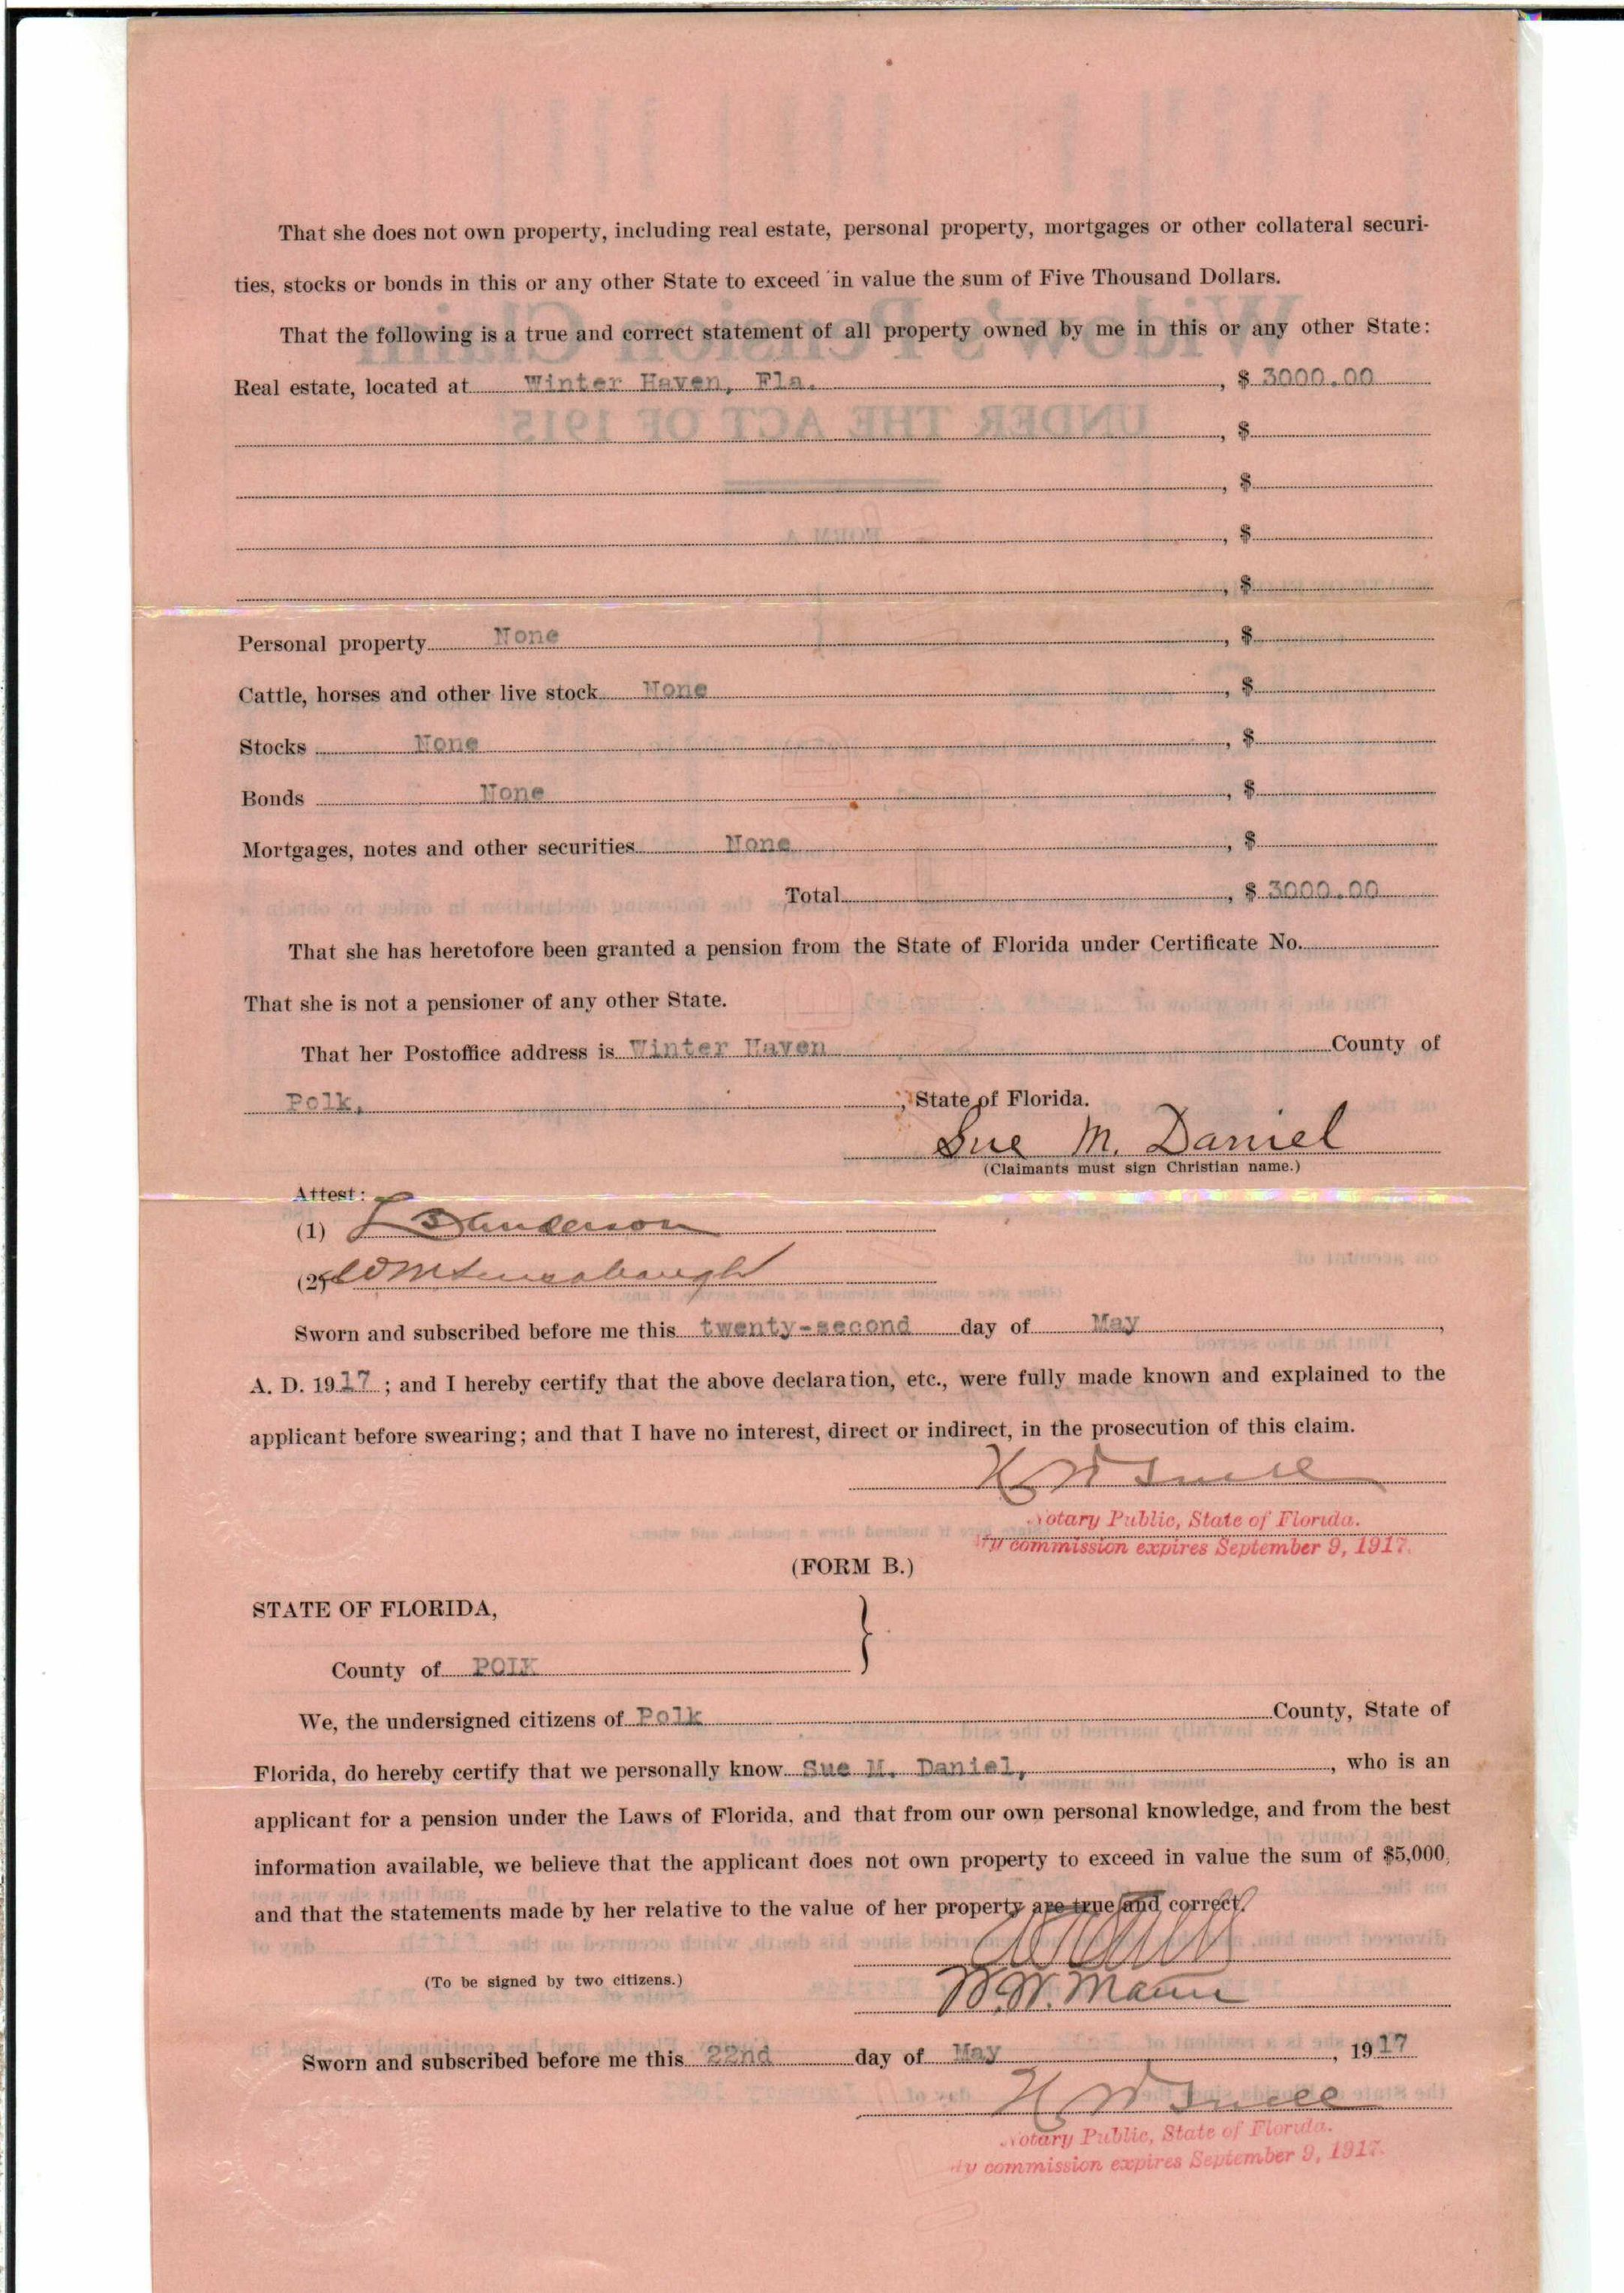 That she does not own property, including real estate, personal property, mortgages or other collateral securi-
ties, stocks or bonds in this or any other State to exceed in value the sum of Five Thousand Dollars.
That the following is a true and correct statement of all property owned by me in this or any other State:
Real estate, located at Winter Haven, Fla. , $ 3000.00
, $
, $
, $
, $
Personal property None , $
Cattle, horses and other live stock None , $
Stocks None , $
Bonds None , $
Mortgages, notes and other securities None , $
Total , $ 3000.00
That she has heretofore been granted a pension from the State of Florida under Certificate No.
That she is not a pensioner of any other State.
That her Postoffice address is Winter Haven County of
Polk, , State of Florida.
Sue M. Daniel
(Claimants must sign Christian name.)
Attest:
(1) Anderson
(2)
Sworn and subscribed before me this twenty-second day of May ,
A. D. 1917 ; and I hereby certify that the above declaration, etc., were fully made known and explained to the
applicant before swearing; and that I have no interest, direct or indirect, in the prosecution of this claim.
Notary Public, State of Florida.
My commission expires September 9, 1917.
(FORM B.)
STATE OF FLORIDA,
County of POLK
We, the undersigned citizens of Polk County, State of
Florida, do hereby certify that we personally know Sue M. Daniel, , who is an
applicant for a pension under the Laws of Florida, and that from our own personal knowledge, and from the best
information available, we believe that the applicant does not own property to exceed in value the sum of $5,000,
and that the statements made by her relative to the value of her property are true and correct.
(To be signed by two citizens.)
W. W. Mann
Sworn and subscribed before me this 22nd day of May , 1917
Notary Public, State of Florida.
My commission expires September 9, 1917.